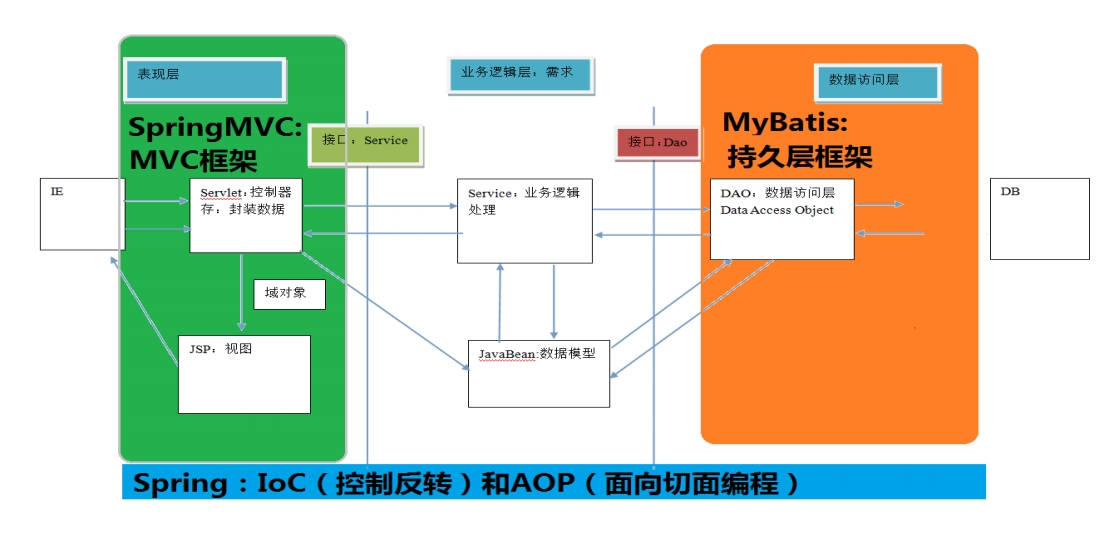 表现层
业务逻辑层：需求
数据访问层
SpringMVC:
MVC框架
接口：Service
接口：Dao
MyBatis:
持久层框架
IE
Servlet：控制器
存：封装数据
Service：业务逻辑
处理
DAO：数据访问层
Data Access Object
DB
域对象
JSP：视图
JavaBean:数据模型
Spring：IoC（控制反转）和AOP（面向切面编程）